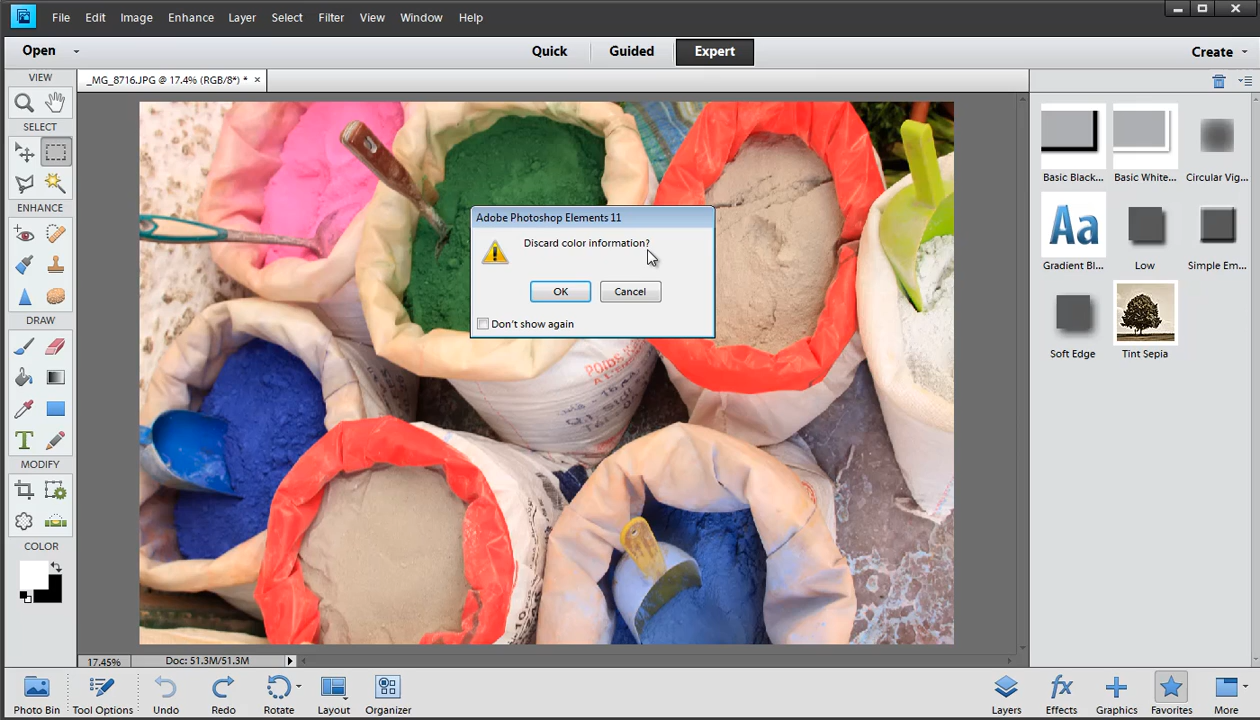 File Edit Image Enhance Layer Select Filter View Window Help
Open Quick Guided Expert Create
VIEW
_MG_8716.JPG @ 17.4% (RGB/8*) * ×
SELECT
ENHANCE
DRAW
T
MODIFY
COLOR
Adobe Photoshop Elements 11
Discard color information?
OK Cancel
Don't show again
POIDS
Basic Black... Basic White... Circular Vig...
Aa
Gradient Bl... Low Simple Em...
Soft Edge Tint Sepia
17.45% Doc: 51.3M/51.3M
Photo Bin Tool Options Undo Redo Rotate Layout Organizer
fx
Layers Effects Graphics Favorites More